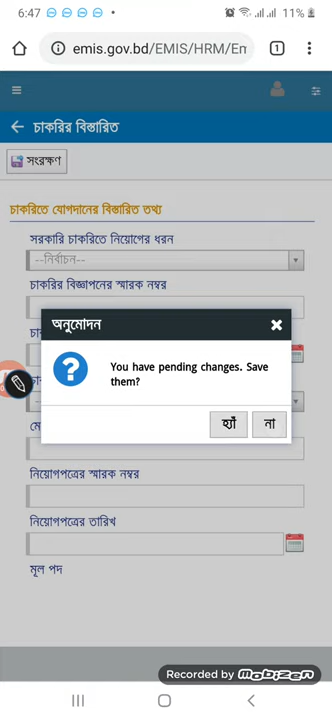 6:47
11%
emis.gov.bd/EMIS/HRM/Em
1
চাকরির বিস্তারিত
সংরক্ষণ
চাকরিতে যোগদানের বিস্তারিত তথ্য
সরকারি চাকরিতে নিয়োগের ধরন
--নির্বাচন--
চাকরির বিজ্ঞাপনের স্মারক নম্বর
অনুমোদন
You have pending changes. Save
them?
হ্যাঁ না
নিয়োগপত্রের স্মারক নম্বর
নিয়োগপত্রের তারিখ
মূল পদ
Recorded by Mobizen